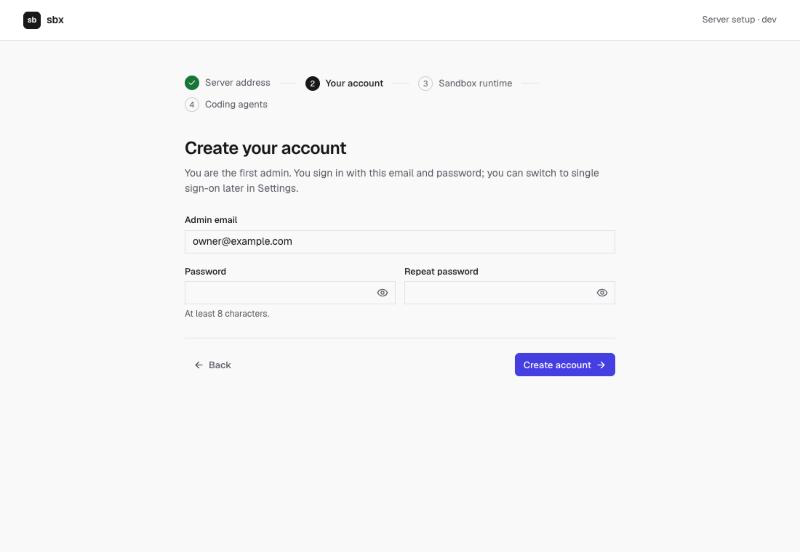 sb sbx
Server setup · dev
Server address
2 Your account
3 Sandbox runtime
4 Coding agents
Create your account
You are the first admin. You sign in with this email and password; you can switch to single
sign-on later in Settings.
Admin email
owner@example.com
Password
Repeat password
At least 8 characters.
← Back
Create account →